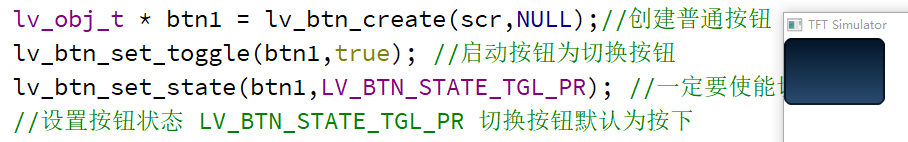 lv_obj_t * btn1 = lv_btn_create(scr,NULL);//创建普通按钮
TFT Simulator
lv_btn_set_toggle(btn1,true); //启动按钮为切换按钮
lv_btn_set_state(btn1,LV_BTN_STATE_TGL_PR); //一定要使能
//设置按钮状态 LV_BTN_STATE_TGL_PR 切换按钮默认为按下